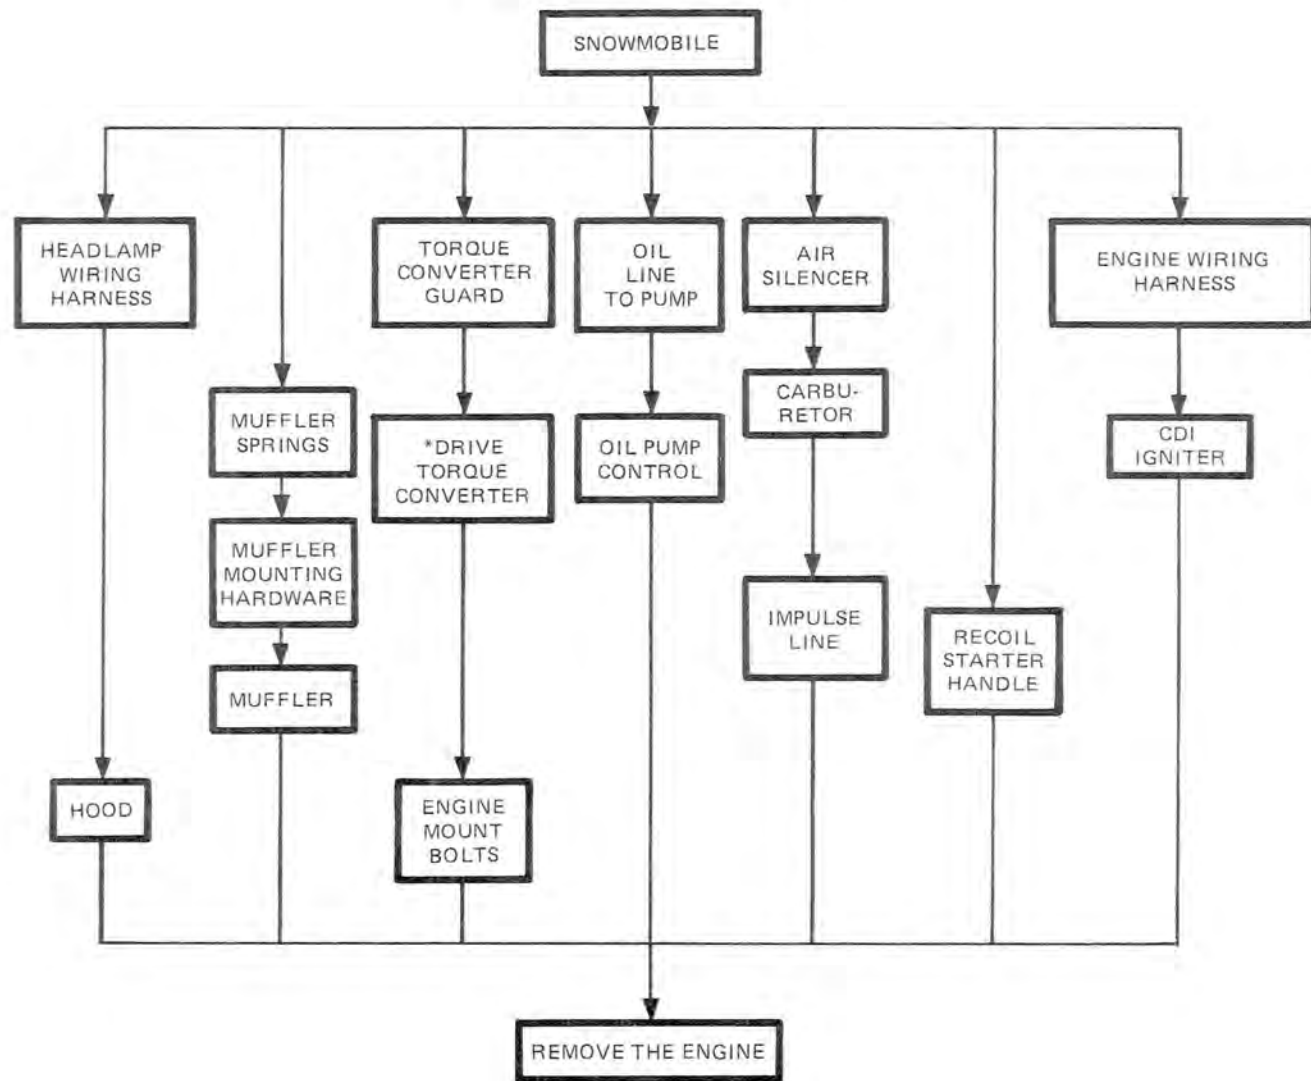 SNOWMOBILE
HEADLAMP
WIRING
HARNESS
HOOD
MUFFLER
SPRINGS
MUFFLER
MOUNTING
HARDWARE
MUFFLER
TORQUE
CONVERTER
GUARD
*DRIVE
TORQUE
CONVERTER
ENGINE
MOUNT
BOLTS
OIL
LINE
TO PUMP
OIL PUMP
CONTROL
AIR
SILENCER
CARBU-
RETOR
IMPULSE
LINE
RECOIL
STARTER
HANDLE
ENGINE WIRING
HARNESS
CDI
IGNITER
REMOVE THE ENGINE